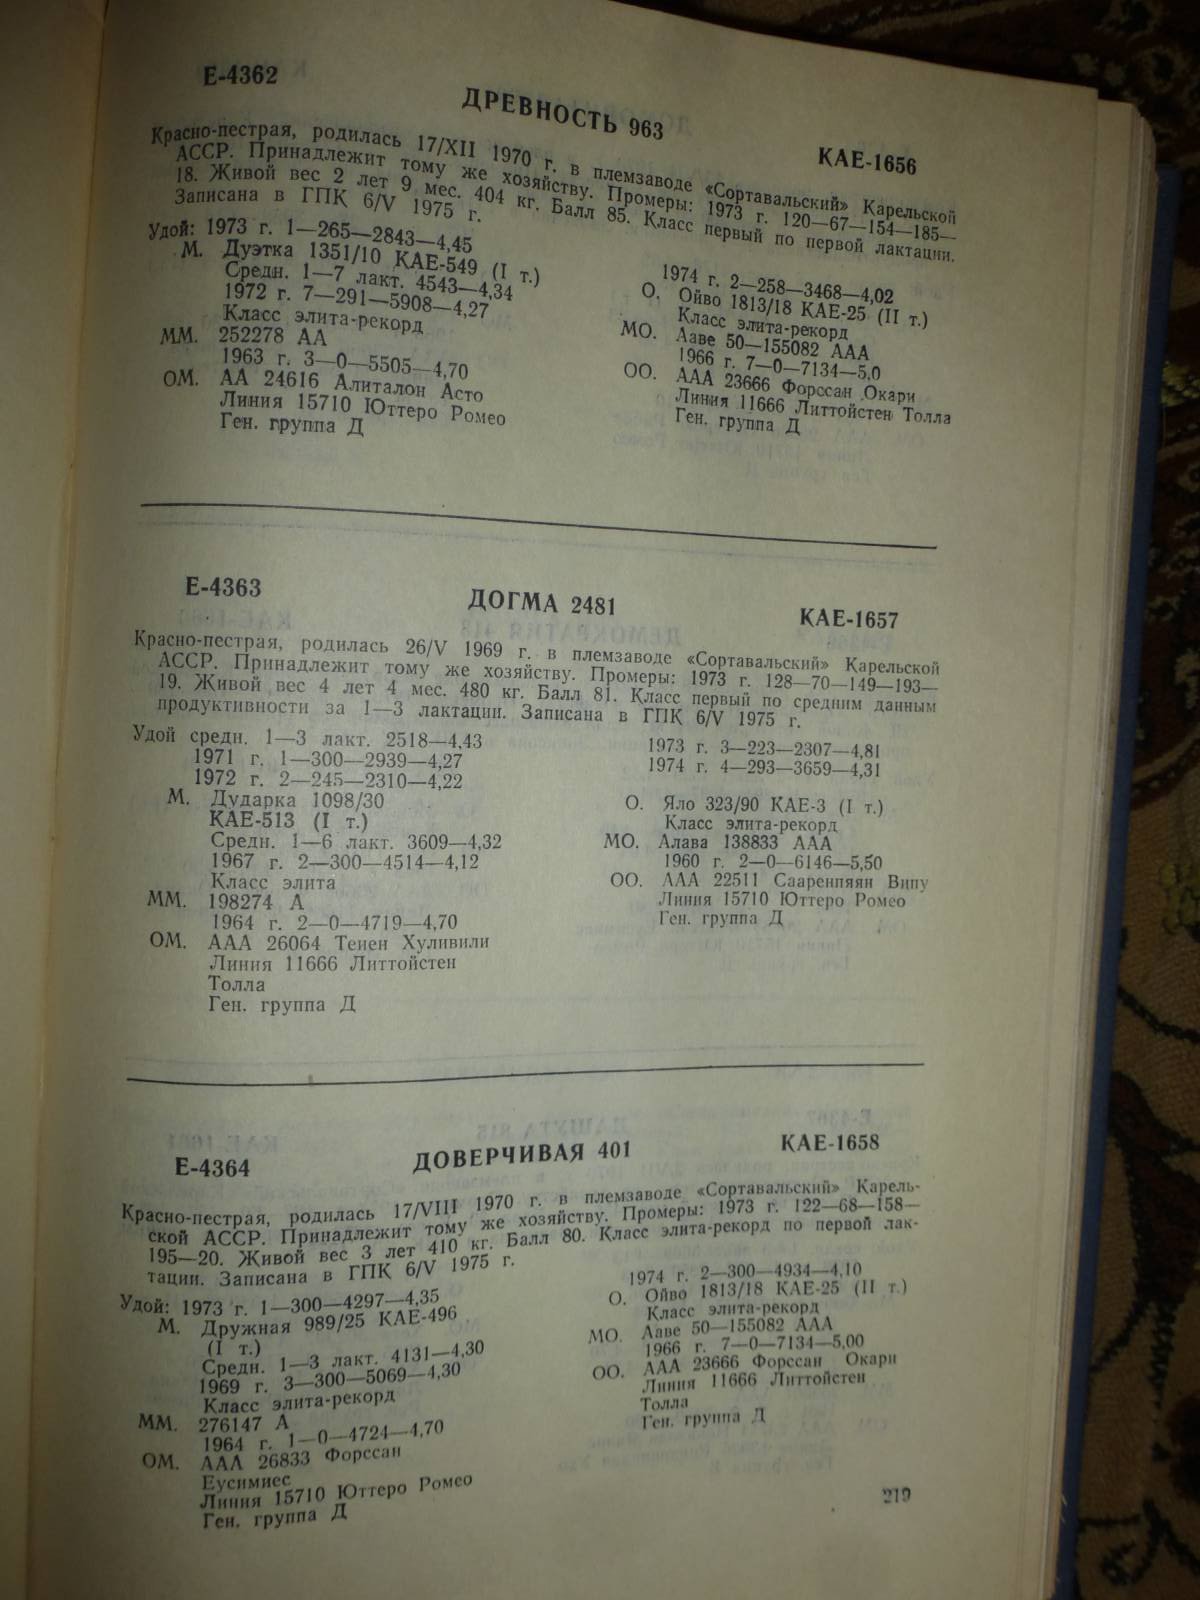 Е-4362
ДРЕВНОСТЬ 963
КАЕ-1656
Красно-пестрая, родилась 17/XII 1970 г. в племзаводе «Сортавальский» Карельской
АССР. Принадлежит тому же хозяйству. Промеры: 1973 г. 120—67—154—185—
18. Живой вес 2 лет 9 мес. 404 кг. Балл 85. Класс первый по первой лактации.
Записана в ГПК 6/V 1975 г.
Удой: 1973 г. 1—265—2843—4,45
М. Дуэтка 1351/10 КАЕ-549 (I т.)
Средн. 1—7 лакт. 4543—4,34
1972 г. 7—291—5908—4,27
Класс элита-рекорд
ММ. 252278 АА
1963 г. 3—0—5505—4,70
ОМ. АА 24616 Алиталон Асто
Линия 15710 Юттеро Ромео
Ген. группа Д
1974 г. 2—258—3468—4,02
О. Ойво 1813/18 КАЕ-25 (II т.)
Класс элита-рекорд
МО. Ааве 50—155082 ААА
1966 г. 7—0—7134—5,0
ОО. ААА 23666 Форссан Окари
Линия 11666 Литтойстен Толла
Ген. группа Д
Е-4363
ДОГМА 2481
КАЕ-1657
Красно-пестрая, родилась 26/V 1969 г. в племзаводе «Сортавальский» Карельской
АССР. Принадлежит тому же хозяйству. Промеры: 1973 г. 128—70—149—193—
19. Живой вес 4 лет 4 мес. 480 кг. Балл 81. Класс первый по средним данным
продуктивности за 1—3 лактации. Записана в ГПК 6/V 1975 г.
Удой средн. 1—3 лакт. 2518—4,43
1971 г. 1—300—2939—4,27
1972 г. 2—245—2310—4,22
М. Дударка 1098/30
КАЕ-513 (I т.)
Средн. 1—6 лакт. 3609—4,32
1967 г. 2—300—4514—4,12
Класс элита
ММ. 198274 А
1964 г. 2—0—4719—4,70
ОМ. ААА 26064 Теиен Хуливили
Линия 11666 Литтойстен
Толла
Ген. группа Д
1973 г. 3—223—2307—4,81
1974 г. 4—293—3659—4,31
О. Яло 323/90 КАЕ-3 (I т.)
Класс элита-рекорд
МО. Алава 138833 ААА
1960 г. 2—0—6146—5,50
ОО. ААА 22511 Сааренпяян Випу
Линия 15710 Юттеро Ромео
Ген. группа Д
Е-4364
ДОВЕРЧИВАЯ 401
КАЕ-1658
Красно-пестрая, родилась 17/VIII 1970 г. в племзаводе «Сортавальский» Карель-
ской АССР. Принадлежит тому же хозяйству. Промеры: 1973 г. 122—68—158—
195—20. Живой вес 3 лет 410 кг. Балл 80. Класс элита-рекорд по первой лак-
тации. Записана в ГПК 6/V 1975 г.
Удой: 1973 г. 1—300—4297—4,35
М. Дружная 989/25 КАЕ-496
(I т.)
Средн. 1—3 лакт. 4131—4,30
1969 г. 3—300—5069—4,30
Класс элита-рекорд
ММ. 276147 А
1964 г. 1—0—4724—4,70
ОМ. ААА 26833 Форссан
Еусимиес
Линия 15710 Юттеро Ромео
Ген. группа Д
1974 г. 2—300—4934—4,10
О. Ойво 1813/18 КАЕ-25 (II т.)
Класс элита-рекорд
МО. Ааве 50—155082 ААА
1966 г. 7—0—7134—5,00
ОО. ААА 23666 Форссан Окари
Линия 11666 Литтойстен
Толла
Ген. группа Д
219